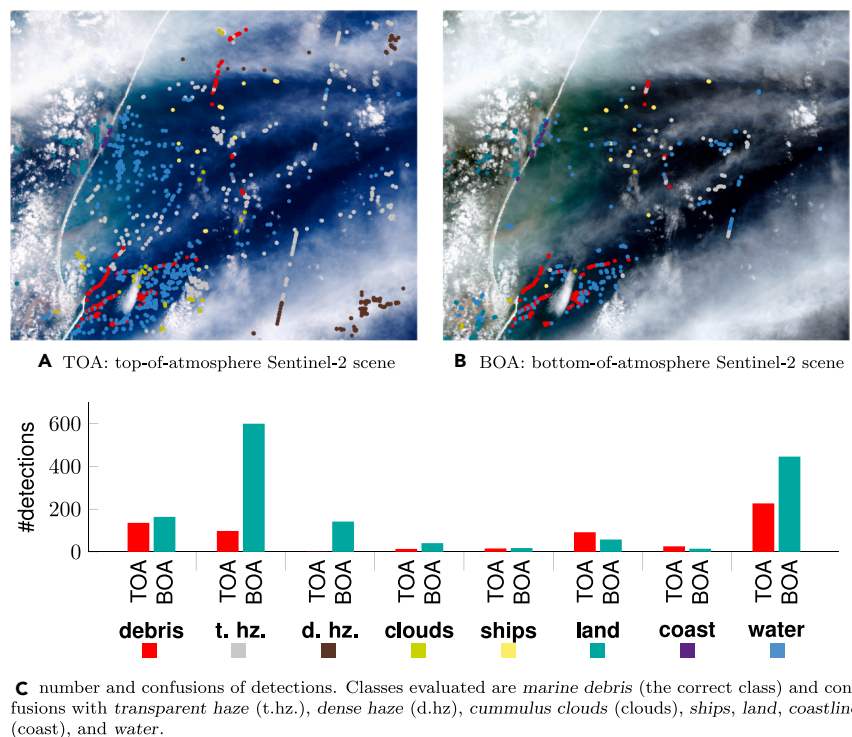 A TOA: top-of-atmosphere Sentinel-2 scene
B BOA: bottom-of-atmosphere Sentinel-2 scene
#detections
600
400
200
0
TOA BOA TOA BOA TOA BOA TOA BOA TOA BOA TOA BOA TOA BOA TOA BOA
debris t. hz. d. hz. clouds ships land coast water
C number and confusions of detections. Classes evaluated are marine debris (the correct class) and con
fusions with transparent haze (t.hz.), dense haze (d.hz), cummulus clouds (clouds), ships, land, coastline
(coast), and water.